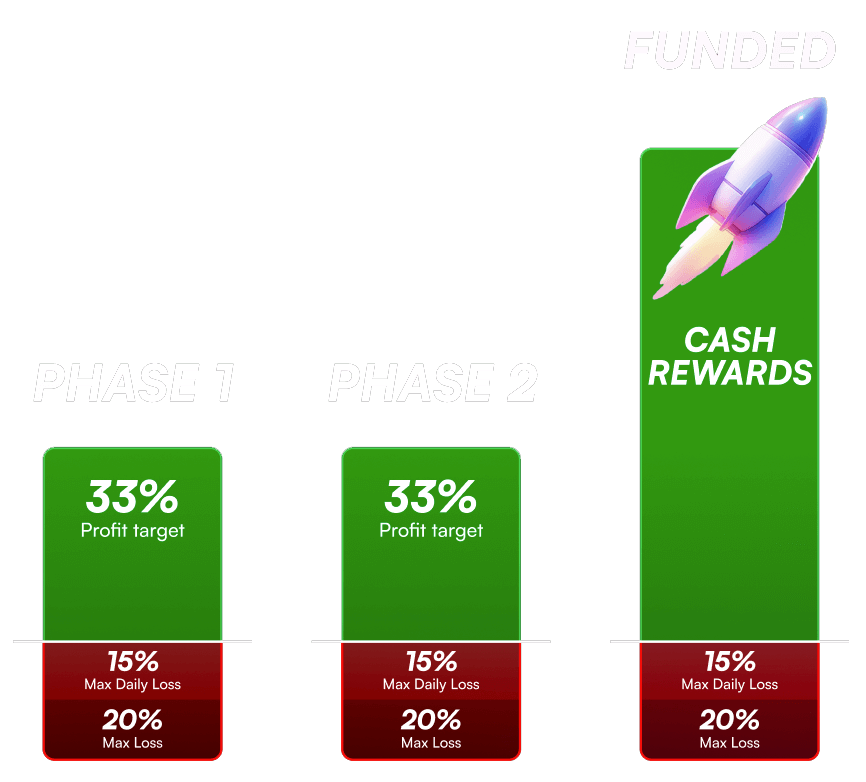 FUNDED
CASH
REWARDS
PHASE 1
33%
Profit target
15%
Max Daily Loss
20%
Max Loss
PHASE 2
33%
Profit target
15%
Max Daily Loss
20%
Max Loss
15%
Max Daily Loss
20%
Max Loss